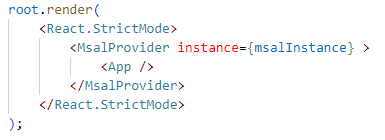 root.render(
    <React.StrictMode>
        <MsalProvider instance={msalInstance} >
            <App />
        </MsalProvider>
    </React.StrictMode>
);